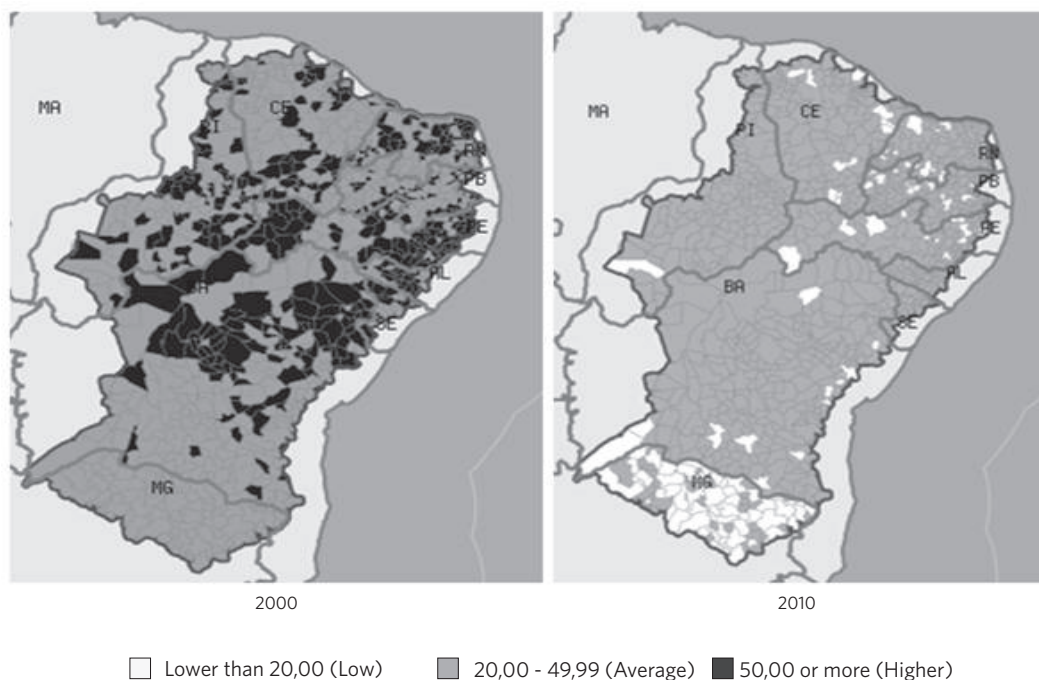 MA
CE
PI
RN
PB
PE
AL
BA
SE
MG
2000
MA
CE
PI
RN
PB
PE
AL
BA
SE
MG
2010
Lower than 20,00 (Low)
20,00 - 49,99 (Average)
50,00 or more (Higher)